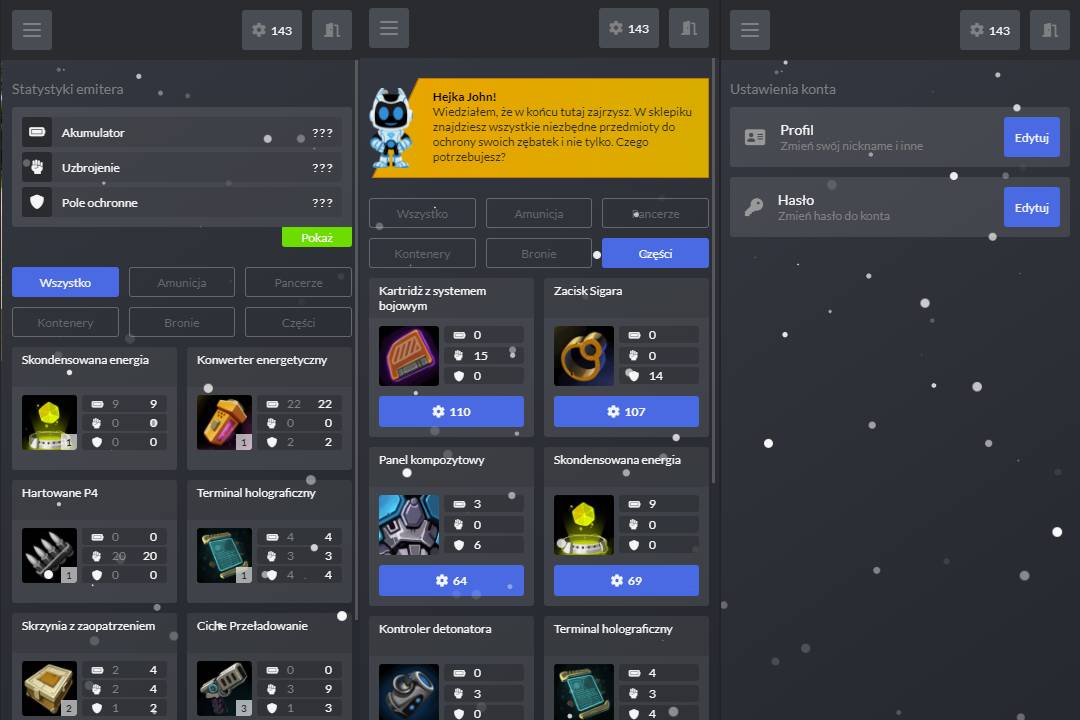 143
Statystyki emitera
Akumulator ???
Uzbrojenie ???
Pole ochronne ???
Pokaż
Wszystko Amunicja Pancerze
Kontenery Bronie Części
Skondensowana energia
9 9
0 0
0 0
1
Konwerter energetyczny
22 22
0 0
2 2
1
Hartowane P4
0 0
20 20
0 0
1
Terminal holograficzny
4 4
3 3
4 4
1
Skrzynia z zaopatrzeniem
2 4
2 4
1 2
2
Ciche Przeładowanie
0 0
3 9
1 3
3
143
Hejka John!
Wiedziałem, że w końcu tutaj zajrzysz. W sklepiku
znajdziesz wszystkie niezbędne przedmioty do
ochrony swoich zębatek i nie tylko. Czego
potrzebujesz?
Wszystko Amunicja Pancerze
Kontenery Bronie Części
Kartridż z systemem
bojowym
0
15
0
110
Zacisk Sigara
0
0
14
107
Panel kompozytowy
3
0
6
64
Skondensowana energia
9
0
0
69
Kontroler detonatora
0
3
0
Terminal holograficzny
4
3
4
143
Ustawienia konta
Profil
Zmień swój nickname i inne
Edytuj
Hasło
Zmień hasło do konta
Edytuj